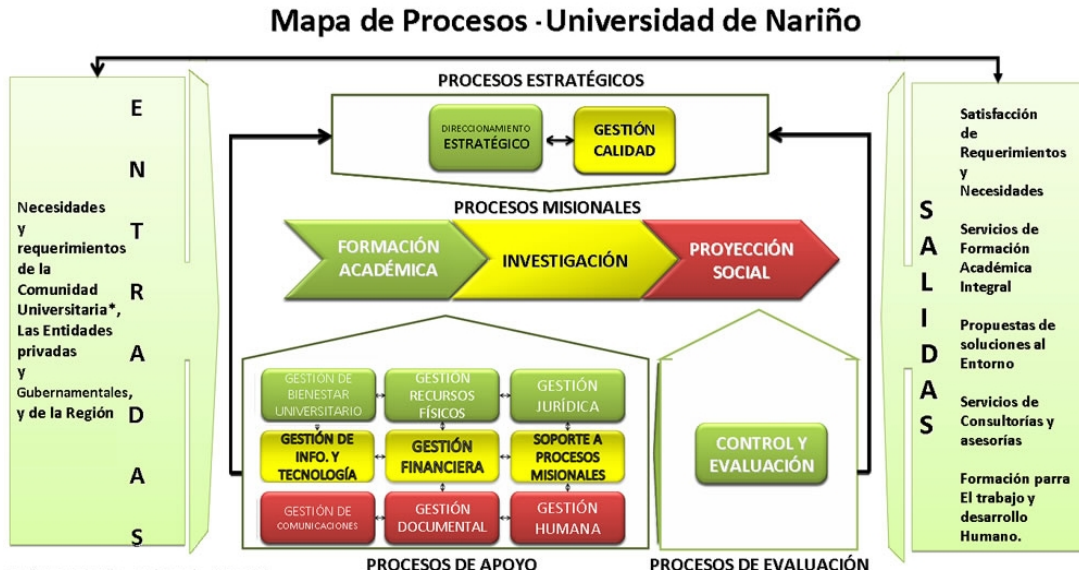 Mapa de Procesos - Universidad de Nariño
ENTRADAS
Necesidades
y
requerimientos
de la
Comunidad
Universitaria*,
Las Entidades
privadas
y
Gubernamentales,
y de la Región
PROCESOS ESTRATÉGICOS
DIRECCIONAMIENTO
ESTRATÉGICO
GESTIÓN
CALIDAD
PROCESOS MISIONALES
FORMACIÓN
ACADÉMICA
INVESTIGACIÓN
PROYECCIÓN
SOCIAL
GESTIÓN DE
BIENESTAR
UNIVERSITARIO
GESTIÓN
RECURSOS
FÍSICOS
GESTIÓN
JURÍDICA
GESTIÓN DE
INFO. Y
TECNOLOGÍA
GESTIÓN
FINANCIERA
SOPORTE A
PROCESOS
MISIONALES
GESTIÓN DE
COMUNICACIONES
GESTIÓN
DOCUMENTAL
GESTIÓN
HUMANA
PROCESOS DE APOYO
CONTROL Y
EVALUACIÓN
PROCESOS DE EVALUACIÓN
SALIDAS
Satisfacción
de
Requerimientos
y
Necesidades
Servicios de
Formación
Académica
Integral
Propuestas de
soluciones al
Entorno
Servicios de
Consultorías y
asesorías
Formación parra
El trabajo y
desarrollo
Humano.